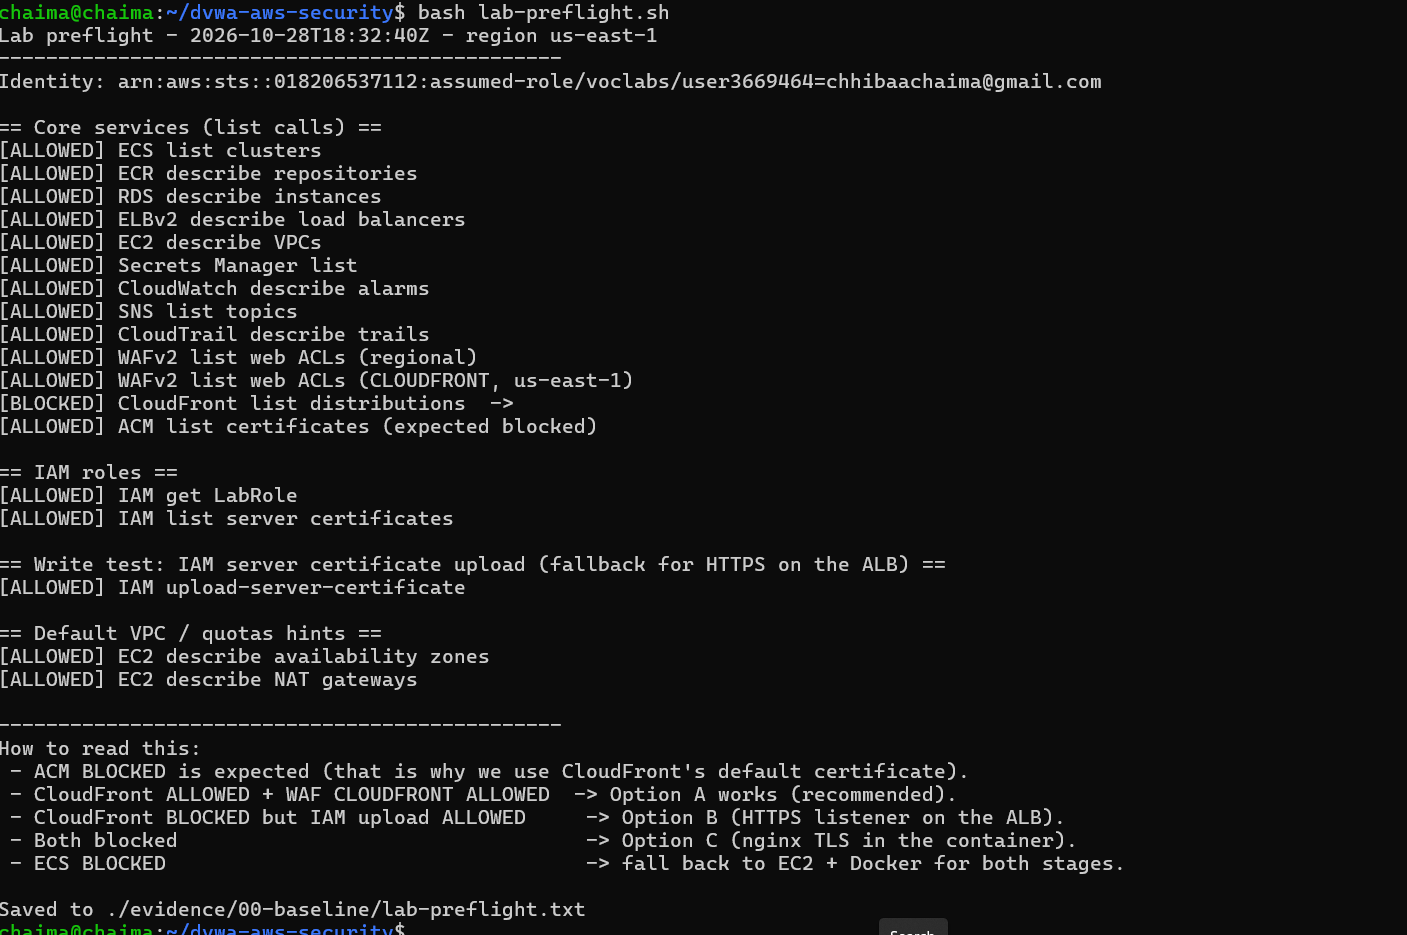 chaima@chaima:~/dvwa-aws-security$ bash lab-preflight.sh
Lab preflight - 2026-10-28T18:32:40Z - region us-east-1
-----------------------------------------------
Identity: arn:aws:sts::018206537112:assumed-role/voclabs/user3669464=chhibaachaima@gmail.com
== Core services (list calls) ==
[ALLOWED] ECS list clusters
[ALLOWED] ECR describe repositories
[ALLOWED] RDS describe instances
[ALLOWED] ELBv2 describe load balancers
[ALLOWED] EC2 describe VPCs
[ALLOWED] Secrets Manager list
[ALLOWED] CloudWatch describe alarms
[ALLOWED] SNS list topics
[ALLOWED] CloudTrail describe trails
[ALLOWED] WAFv2 list web ACLs (regional)
[ALLOWED] WAFv2 list web ACLs (CLOUDFRONT, us-east-1)
[BLOCKED] CloudFront list distributions  ->
[ALLOWED] ACM list certificates (expected blocked)
== IAM roles ==
[ALLOWED] IAM get LabRole
[ALLOWED] IAM list server certificates
== Write test: IAM server certificate upload (fallback for HTTPS on the ALB) ==
[ALLOWED] IAM upload-server-certificate
== Default VPC / quotas hints ==
[ALLOWED] EC2 describe availability zones
[ALLOWED] EC2 describe NAT gateways
-----------------------------------------------
How to read this:
 - ACM BLOCKED is expected (that is why we use CloudFront's default certificate).
 - CloudFront ALLOWED + WAF CLOUDFRONT ALLOWED  -> Option A works (recommended).
 - CloudFront BLOCKED but IAM upload ALLOWED     -> Option B (HTTPS listener on the ALB).
 - Both blocked                                  -> Option C (nginx TLS in the container).
 - ECS BLOCKED                                   -> fall back to EC2 + Docker for both stages.
Saved to ./evidence/00-baseline/lab-preflight.txt
chaima@chaima:~/dvwa-aws-security$
Search